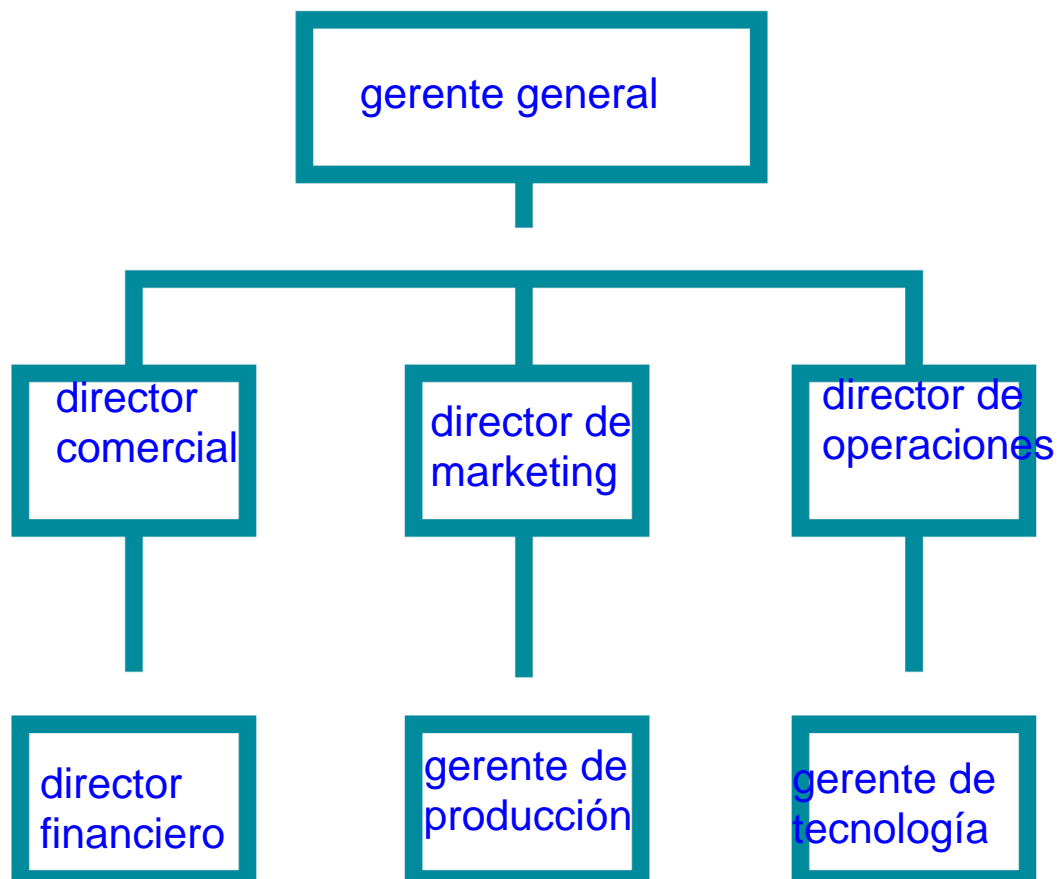 gerente general
director
comercial
director de
marketing
director de
operaciones
director
financiero
gerente de
producción
gerente de
tecnología